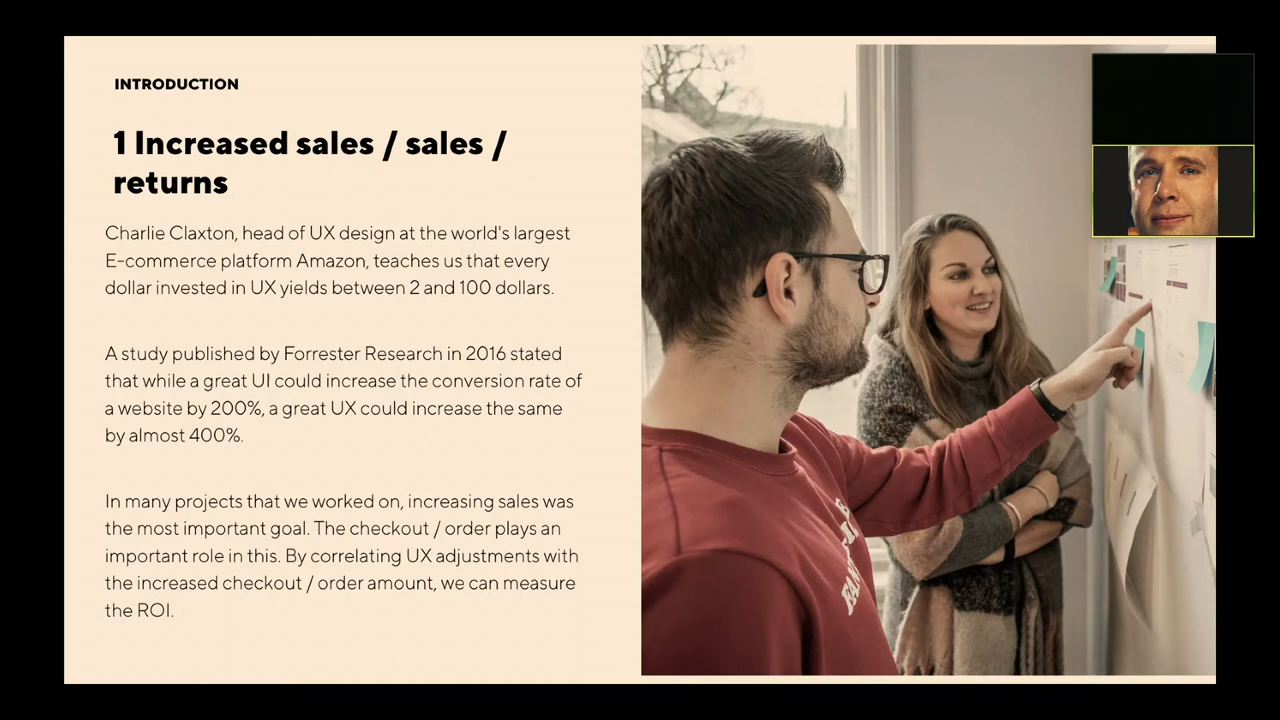 INTRODUCTION
1 Increased sales / sales /
returns
Charlie Claxton, head of UX design at the world's largest
E-commerce platform Amazon, teaches us that every
dollar invested in UX yields between 2 and 100 dollars.
A study published by Forrester Research in 2016 stated
that while a great UI could increase the conversion rate of
a website by 200%, a great UX could increase the same
by almost 400%.
In many projects that we worked on, increasing sales was
the most important goal. The checkout / order plays an
important role in this. By correlating UX adjustments with
the increased checkout / order amount, we can measure
the ROI.